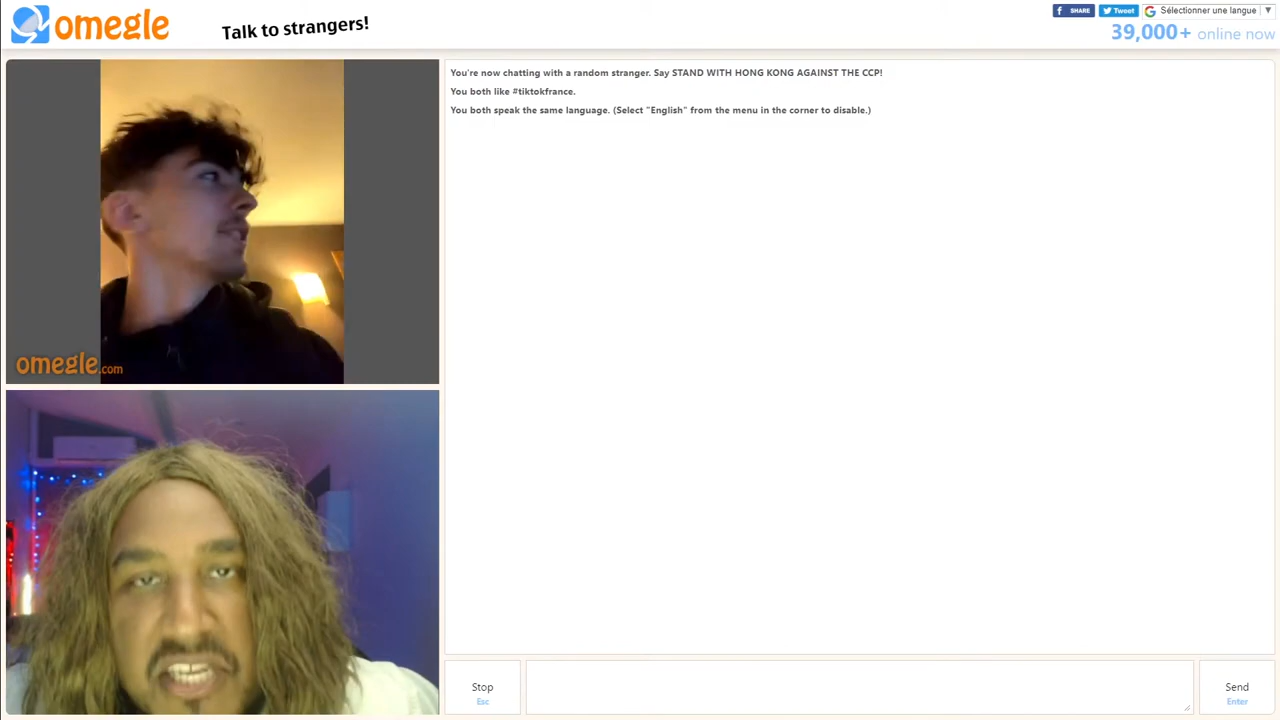 omegle
Talk to strangers!
SHARE
Tweet
Sélectionner une langue ▼
39,000+ online now
You're now chatting with a random stranger. Say STAND WITH HONG KONG AGAINST THE CCP!
You both like #tiktokfrance.
You both speak the same language. (Select "English" from the menu in the corner to disable.)
omegle.com
Stop
Esc
Send
Enter